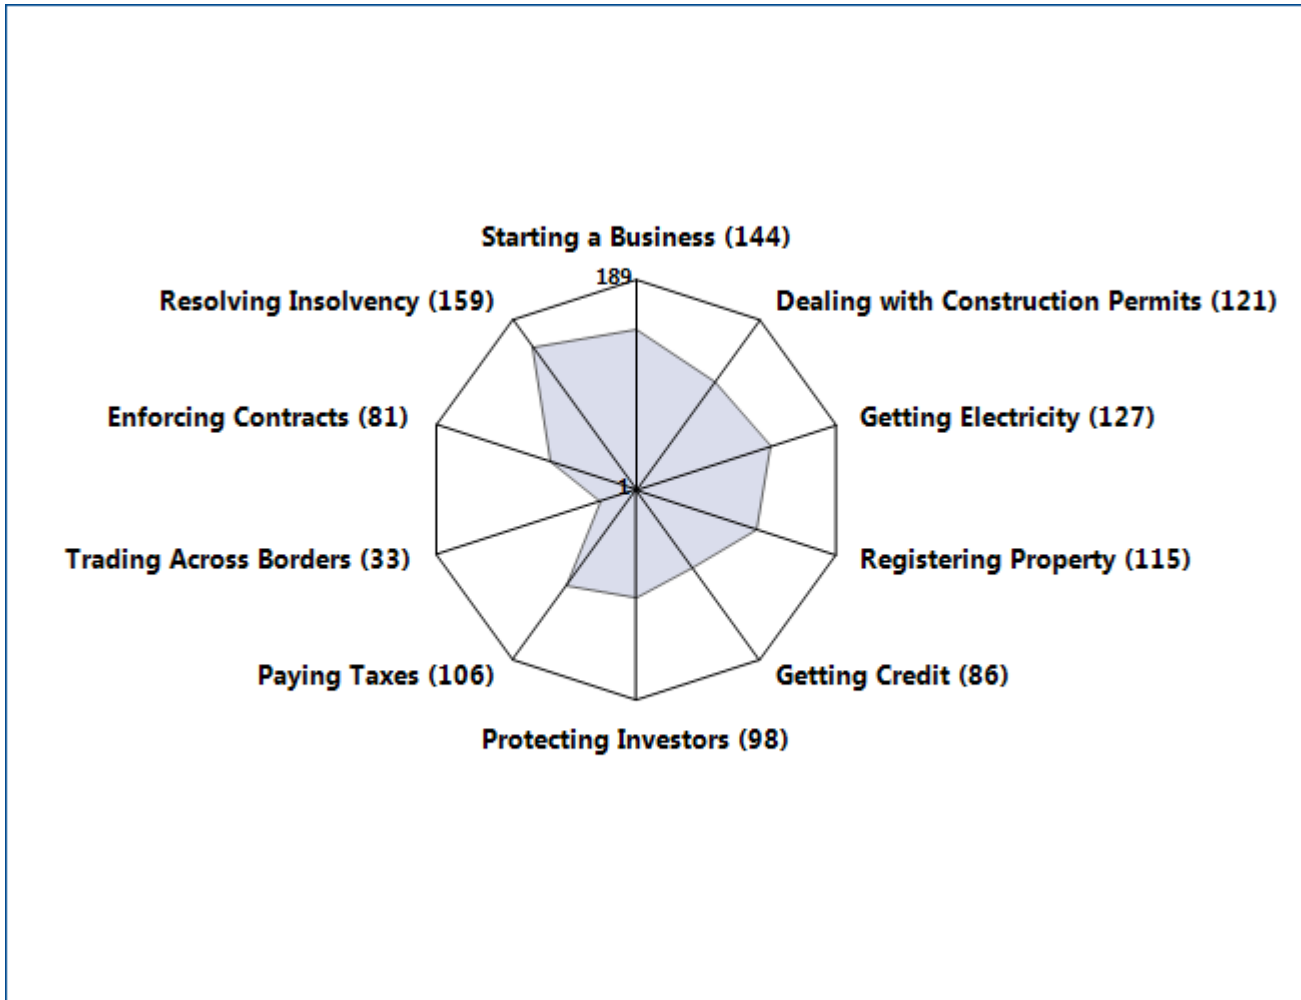 Starting a Business (144)
189
Resolving Insolvency (159)
Dealing with Construction Permits (121)
Enforcing Contracts (81)
Getting Electricity (127)
1
Trading Across Borders (33)
Registering Property (115)
Paying Taxes (106)
Getting Credit (86)
Protecting Investors (98)